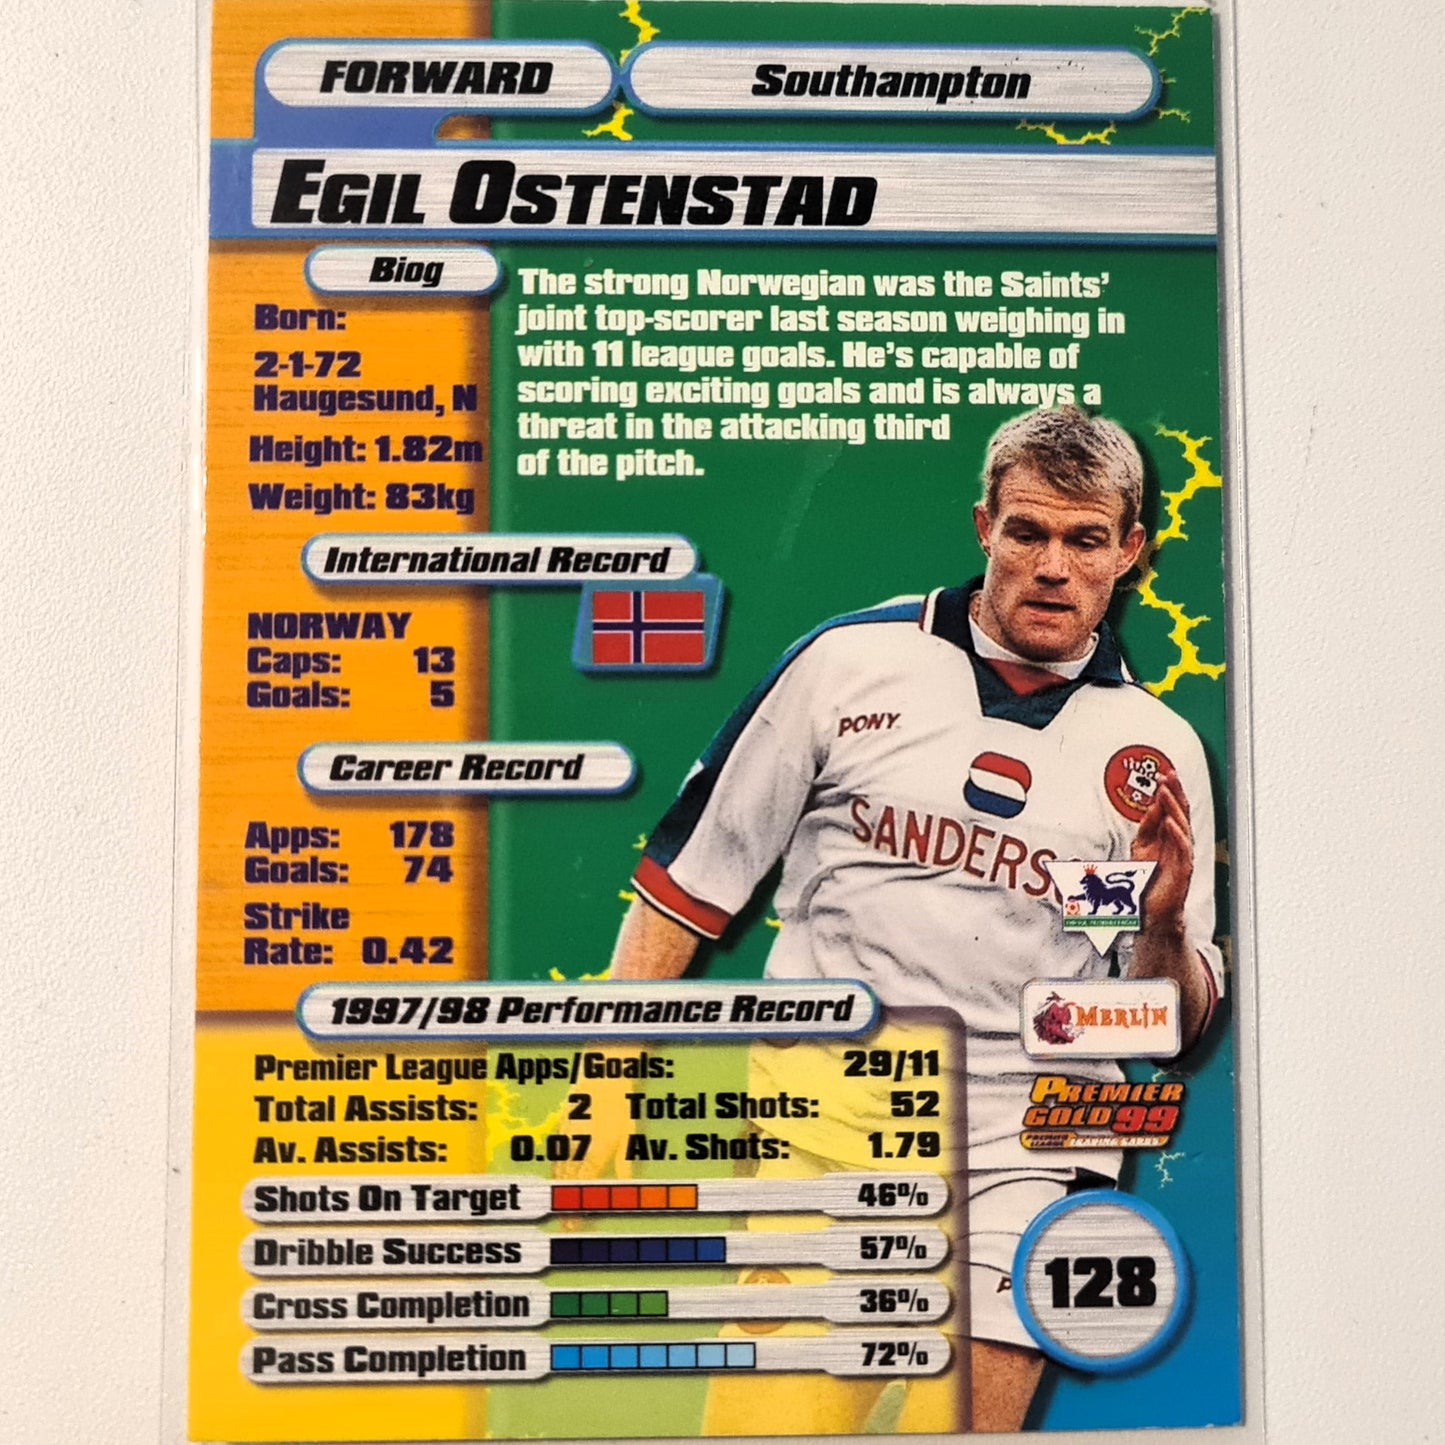 FORWARD
Southampton
EGIL OSTENSTAD
Biog
Born:
2-1-72
Haugesund, N
Height: 1.82m
Weight: 83kg
The strong Norwegian was the Saints’
joint top-scorer last season weighing in
with 11 league goals. He’s capable of
scoring exciting goals and is always a
threat in the attacking third
of the pitch.
International Record
NORWAY
Caps: 13
Goals: 5
Career Record
Apps: 178
Goals: 74
Strike
Rate: 0.42
PONY
SANDERS
MERLIN
PREMIER
GOLD 99
PREMIER
LEAGUE TRADING CARDS
1997/98 Performance Record
Premier League Apps/Goals: 29/11
Total Assists: 2 Total Shots: 52
Av. Assists: 0.07 Av. Shots: 1.79
Shots On Target 46%
Dribble Success 57%
Cross Completion 36%
Pass Completion 72%
128